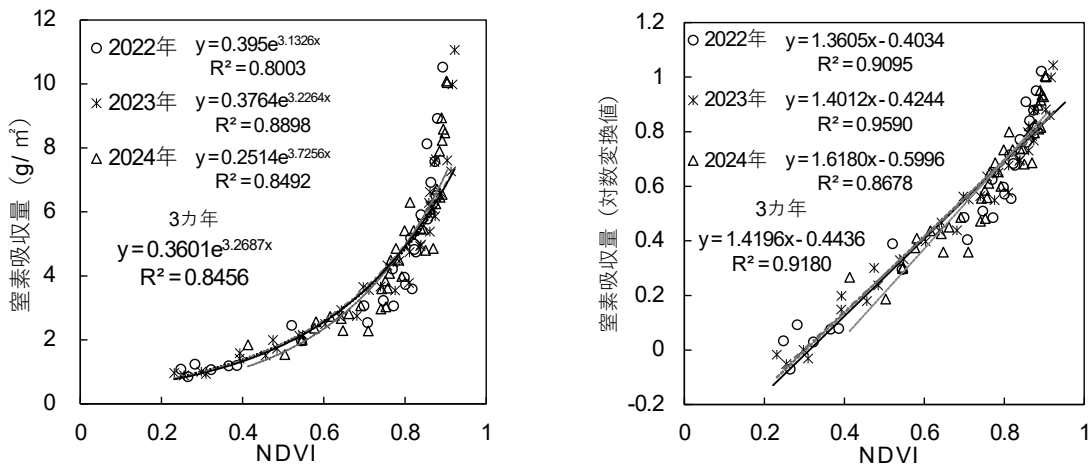 12
10
8
6
4
2
0
0
0.2
0.4
0.6
0.8
1
NDVI
窒素吸収量（g/㎡）
○ 2022年 y=0.395e^3.1326x
R²=0.8003
2023年 y=0.3764e^3.2264x
R²=0.8898
△ 2024年 y=0.2514e^3.7256x
R²=0.8492
3カ年
y=0.3601e^3.2687x
R²=0.8456
1.2
1
0.8
0.6
0.4
0.2
0
-0.2
0
0.2
0.4
0.6
0.8
1
NDVI
窒素吸収量（対数変換値）
○ 2022年 y=1.3605x-0.4034
R²=0.9095
2023年 y=1.4012x-0.4244
R²=0.9590
△ 2024年 y=1.6180x-0.5996
R²=0.8678
3カ年
y=1.4196x-0.4436
R²=0.9180